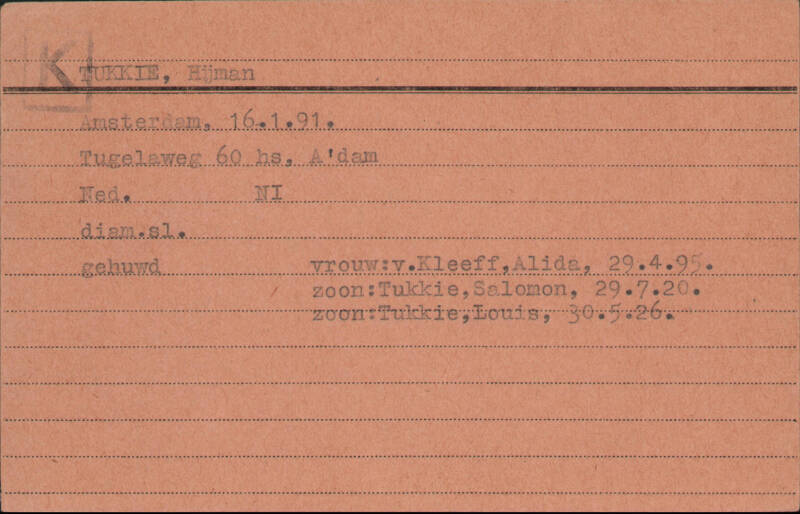 K
TUKKIE, Hijman
Amsterdam, 16.1.91.
Tugelaweg 60 hs, A'dam
Ned. NI
diam.sl.
gehuwd vrouw:v.Kleeff,Alida, 29.4.95.
zoon:Tukkie,Salomon, 29.7.20.
zoon:Tukkie,Louis, 30.5.26.